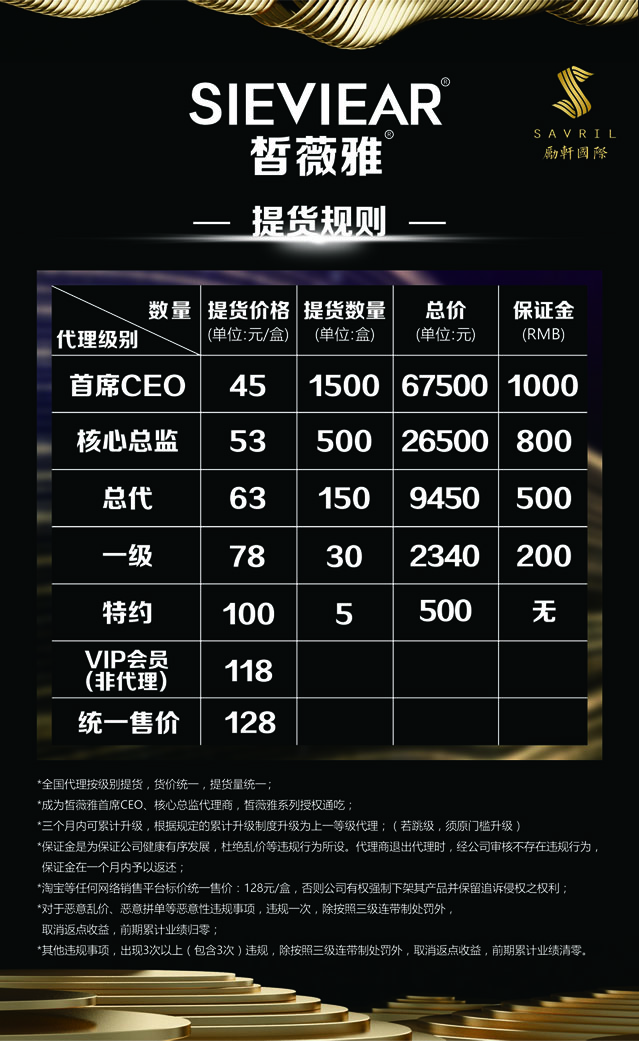 SIEVIEAR®
皙薇雅®
SAVRIL
励軒國際
提货规则
数量 提货价格 提货数量 总价 保证金
代理级别 (单位:元/盒) (单位:盒) (单位:元) (RMB)
首席CEO 45 1500 67500 1000
核心总监 53 500 26500 800
总代 63 150 9450 500
一级 78 30 2340 200
特约 100 5 500 无
VIP会员
(非代理) 118
统一售价 128
*全国代理按级别提货，货价统一，提货量统一；
*成为皙薇雅首席CEO、核心总监代理商，皙薇雅系列授权通吃；
*三个月内可累计升级，根据规定的累计升级制度升级为上一等级代理；（若跳级，须原门槛升级）
*保证金是为保证公司健康有序发展，杜绝乱价等违规行为所设。代理商退出代理时，经公司审核不存在违规行为，
保证金在一个月内予以返还；
*淘宝等任何网络销售平台标价统一售价：128元/盒，否则公司有权强制下架其产品并保留追诉侵权之权利；
*对于恶意乱价、恶意拼单等恶意性违规事项，违规一次，除按照三级连带制处罚外，
取消返点收益，前期累计业绩归零；
*其他违规事项，出现3次以上（包含3次）违规，除按照三级连带制处罚外，取消返点收益，前期累计业绩清零。